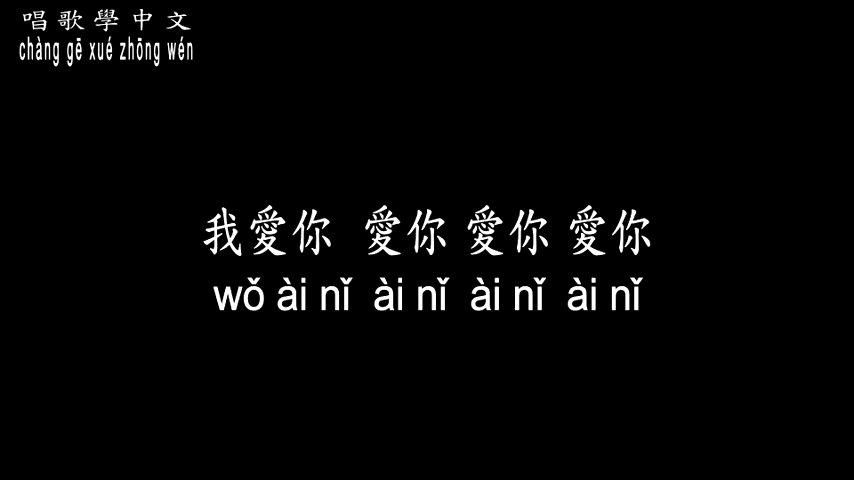 唱歌學中文
chàng gē xué zhōng wén
我愛你 愛你 愛你 愛你
wǒ ài nǐ ài nǐ ài nǐ ài nǐ